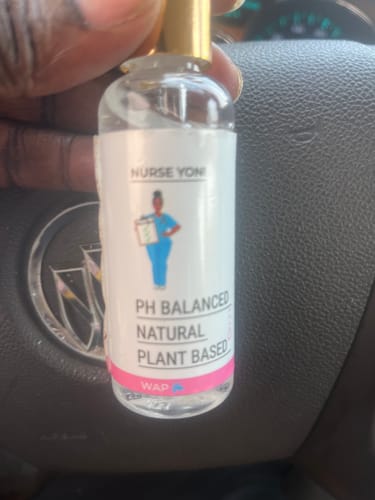 NURSE YONI
PH BALANCED
NATURAL
PLANT BASED
WAP